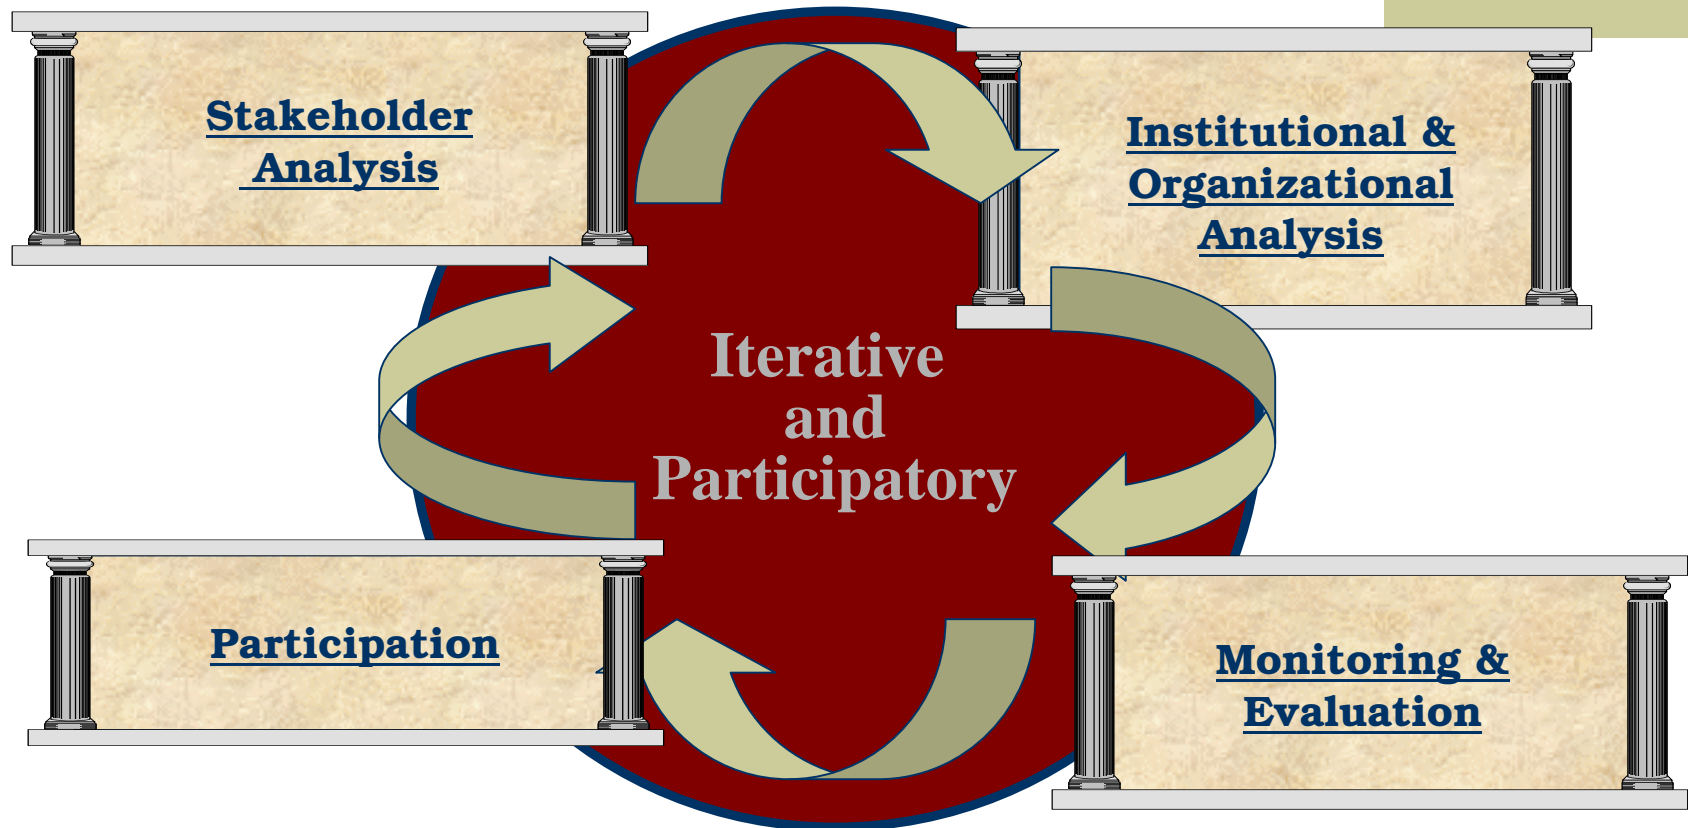 Stakeholder
Analysis
Institutional &
Organizational
Analysis
Iterative
and
Participatory
Participation
Monitoring &
Evaluation